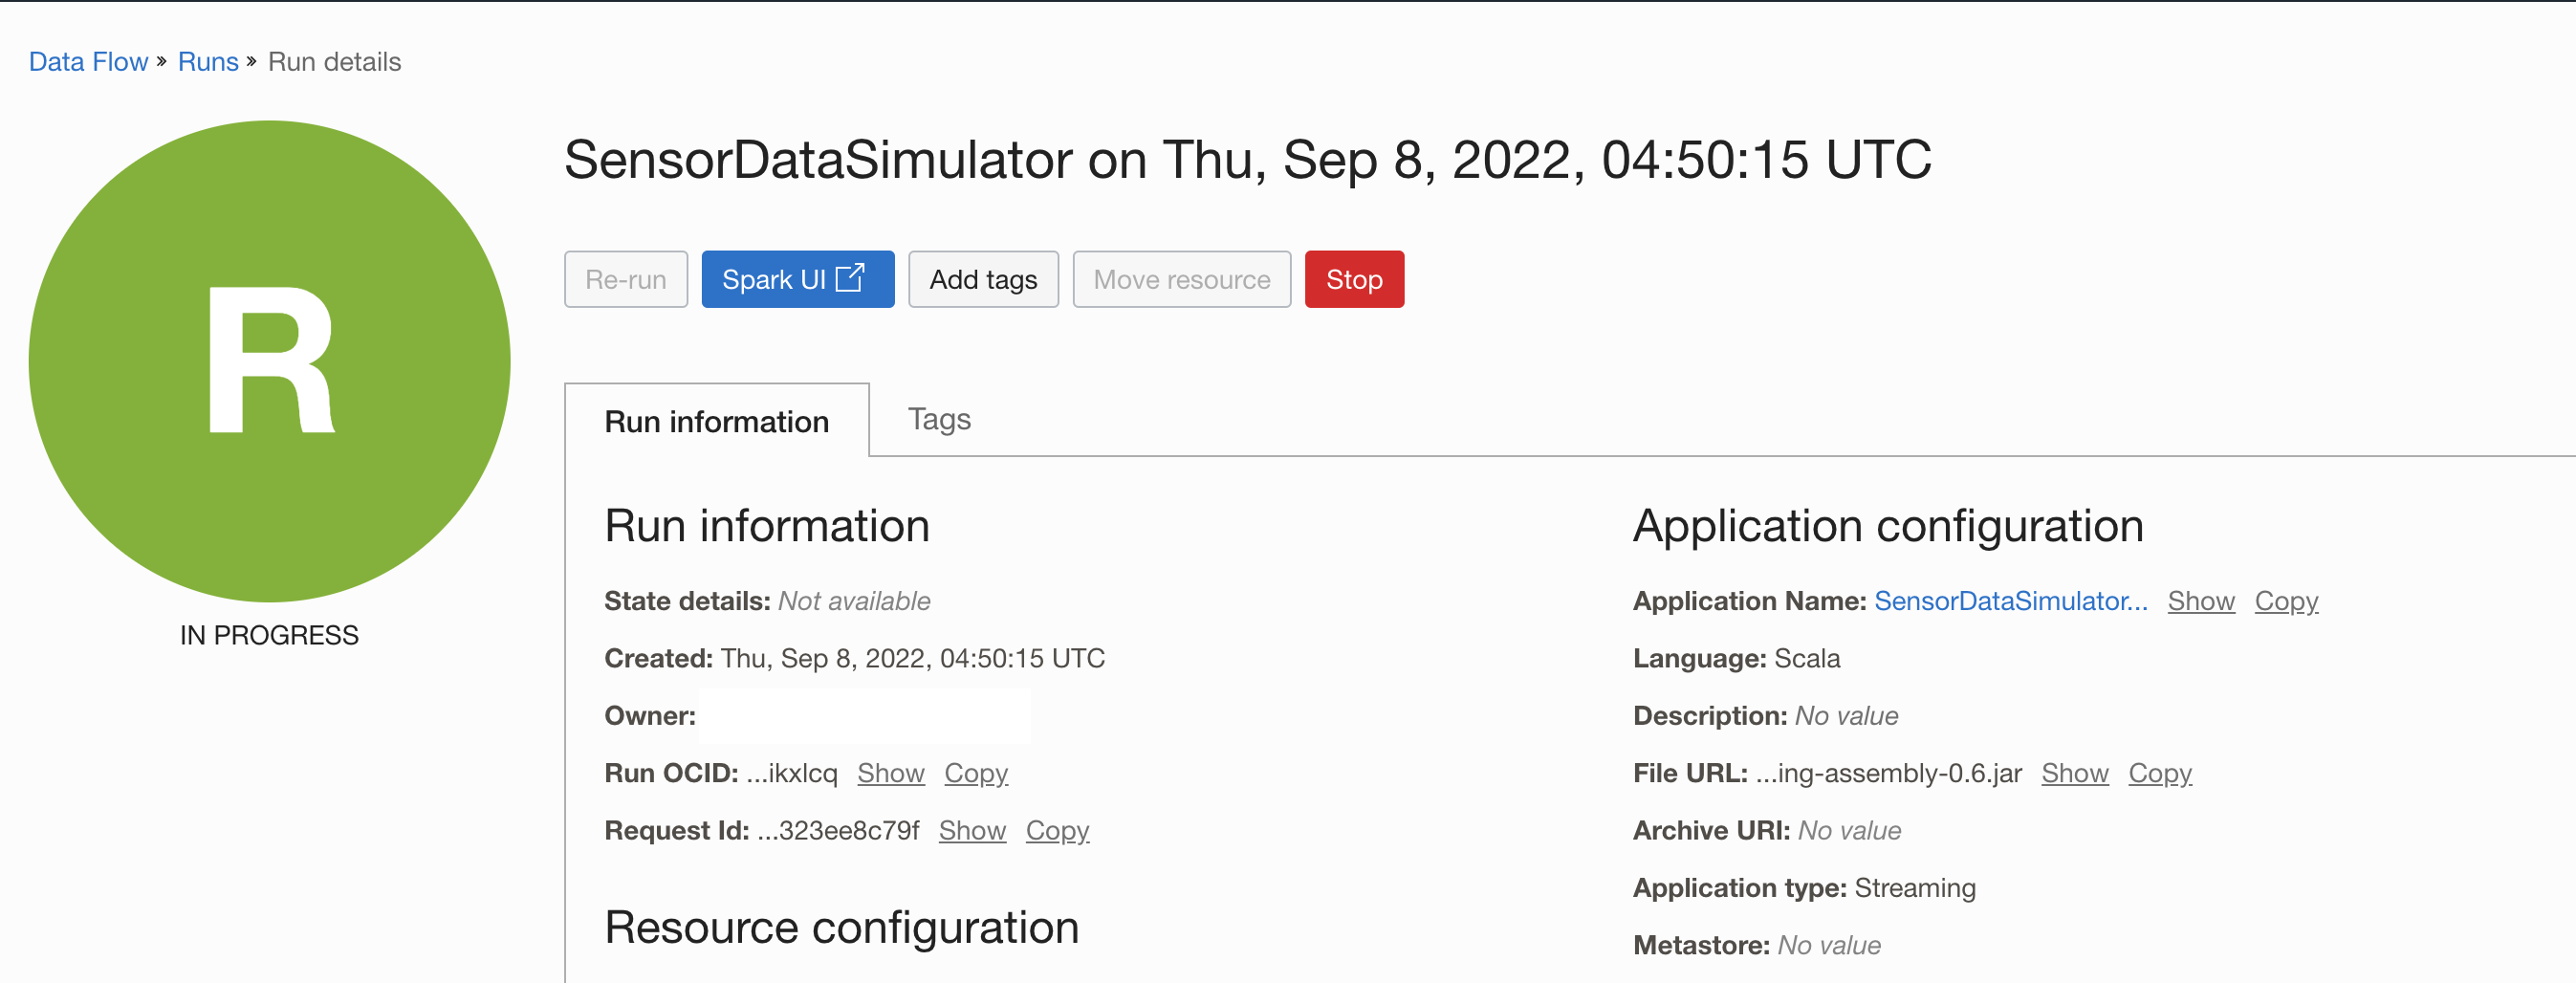 Data Flow » Runs » Run details
R
IN PROGRESS
SensorDataSimulator on Thu, Sep 8, 2022, 04:50:15 UTC
Re-run Spark UI Add tags Move resource Stop
Run information Tags
Run information
State details: Not available
Created: Thu, Sep 8, 2022, 04:50:15 UTC
Owner:
Run OCID: ...ikxlcq Show Copy
Request Id: ...323ee8c79f Show Copy
Resource configuration
Application configuration
Application Name: SensorDataSimulator... Show Copy
Language: Scala
Description: No value
File URL: ...ing-assembly-0.6.jar Show Copy
Archive URI: No value
Application type: Streaming
Metastore: No value